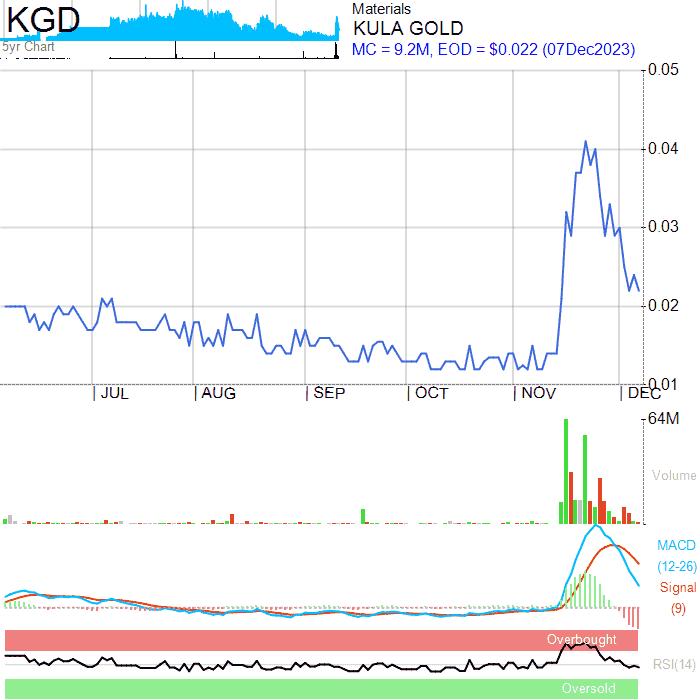 KGD
5yr Chart
Materials
KULA GOLD
MC = 9.2M, EOD = $0.022 (07Dec2023)
0.05
0.04
0.03
0.02
0.01
JUL AUG SEP OCT NOV DEC
64M
Volume
MACD
(12-26)
Signal
(9)
Overbought
RSI(14)
Oversold